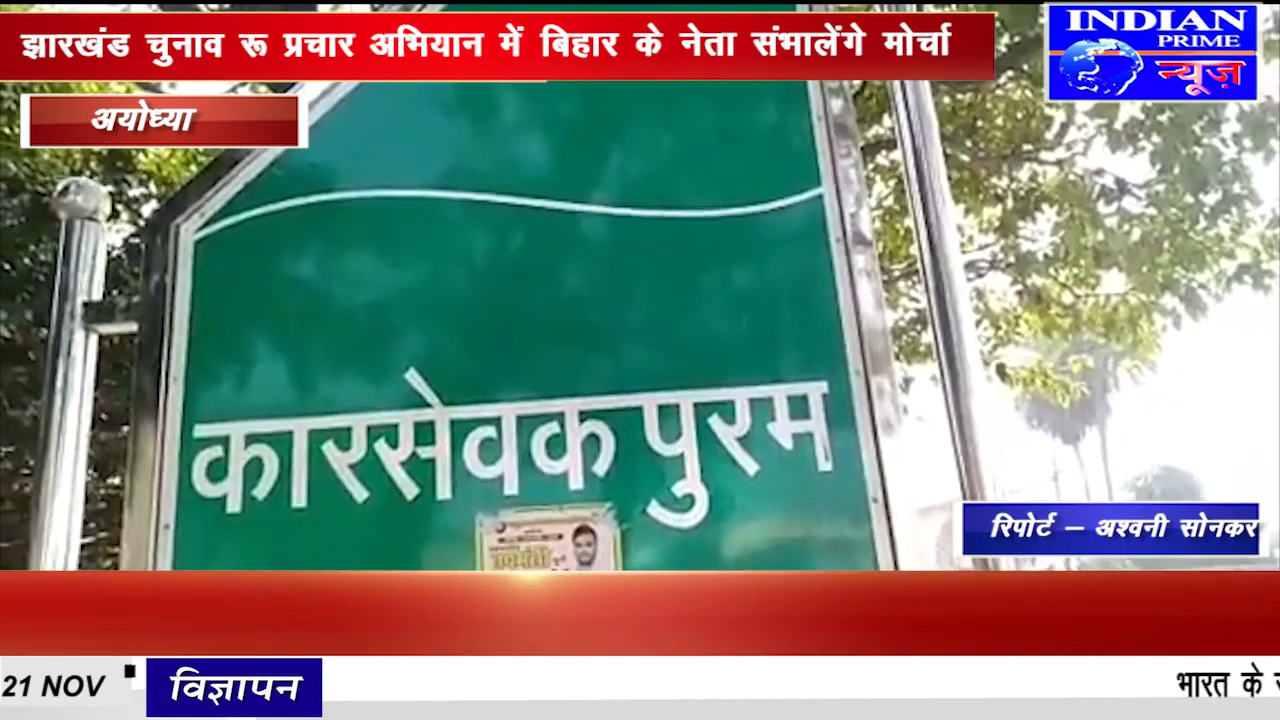 झारखंड चुनाव रू प्रचार अभियान में बिहार के नेता संभालेंगे मोर्चा
INDIAN
PRIME
न्यूज़
अयोध्या
कारसेवक पुरम
रिपोर्ट – अश्वनी सोनकर
21 NOV
विज्ञापन
भारत के